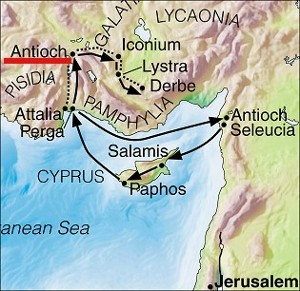 GALATIA
LYCAONIA
Antioch
Iconium
PISIDIA
Lystra
Derbe
Attalia
Perga
PAMPHYLIA
Antioch
Seleucia
Salamis
CYPRUS
Paphos
anean Sea
Jerusalem